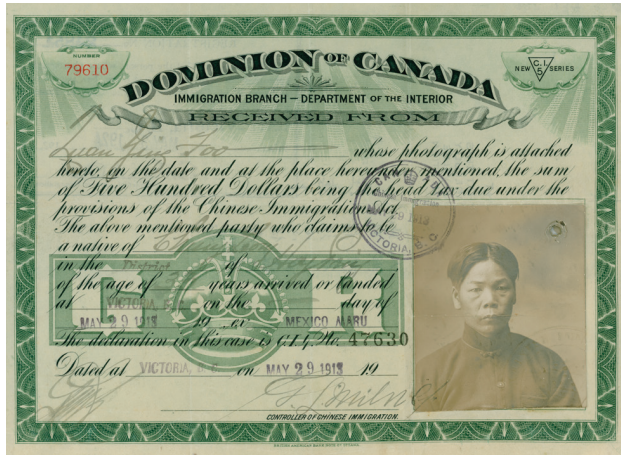 NUMBER
79610
NEW C.I.5 SERIES
DOMINION OF CANADA
IMMIGRATION BRANCH — DEPARTMENT OF THE INTERIOR
RECEIVED FROM
Foo whose photograph is attached
hereto, on the date and at the place hereunder mentioned, the sum
of Five Hundred Dollars being the head tax due under the
provisions of the Chinese Immigration Act.
The above mentioned party who claims to be
a native of
in the District of
of the age of years arrived or landed
at VICTORIA, on the day of
MAY 29 1918 19 ex MEXICO MARU
The declaration in this case is C.I.4. No. 47630
Dated at VICTORIA, B.C. on MAY 29 1918 19
CONTROLLER OF CHINESE IMMIGRATION.
VICTORIA, B.C.